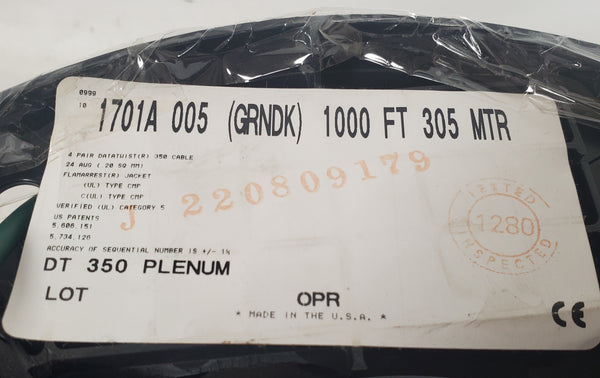 0999
10
1701A 005 (GRNDK) 1000 FT 305 MTR
4 PAIR DATATWIST(R) 350 CABLE
24 AWG (.20 SQ MM)
FLAMARREST(R) JACKET
(UL) TYPE CMP
C(UL) TYPE CMP
VERIFIED (UL) CATEGORY 5
US PATENTS
5,606,151
5,734,126
ACCURACY OF SEQUENTIAL NUMBER IS +/- 1%
J 220809179
TESTED
1280
INSPECTED
DT 350 PLENUM
LOT
OPR
* MADE IN THE U.S.A. *
CE